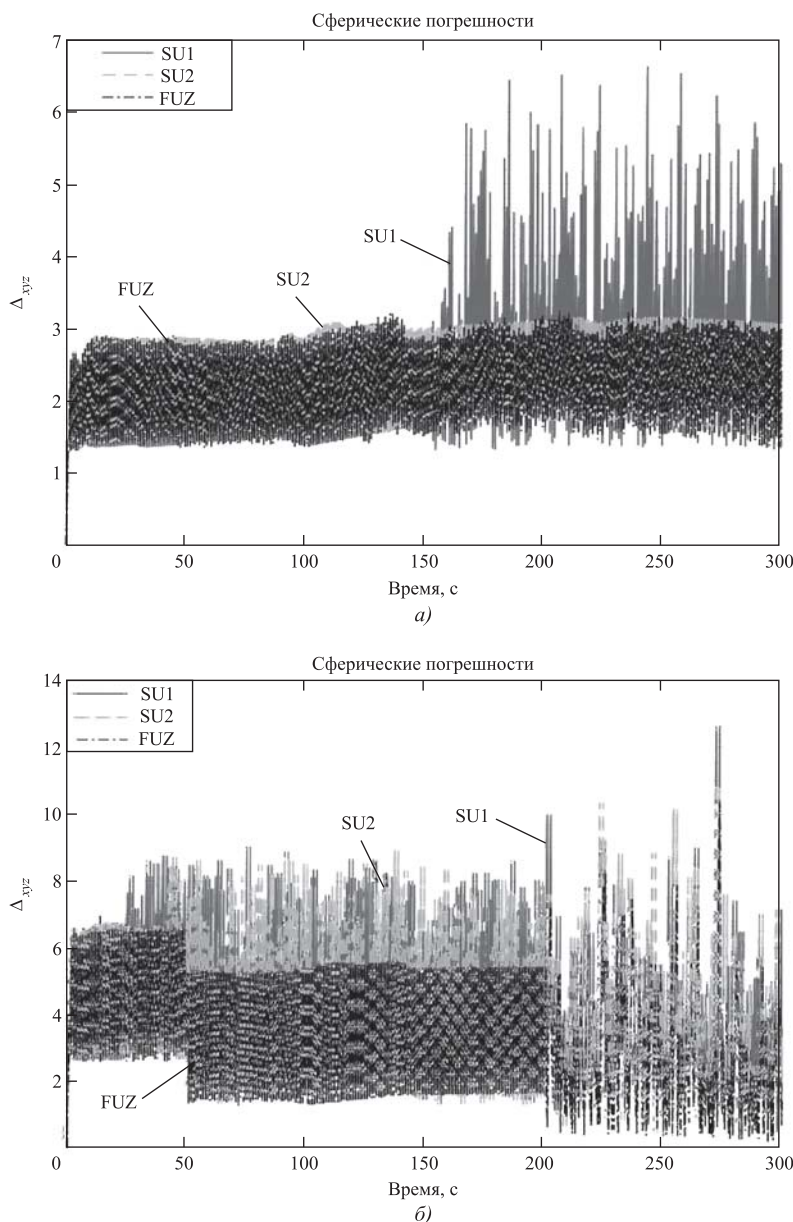 Сферические погрешности
7
SU1
SU2
FUZ
6
5
SU1
4
FUZ
SU2
Δxyz
3
2
1
0 50 100 150 200 250 300
Время, с
а)
Сферические погрешности
14
SU1
SU2
FUZ
12
10
SU2
SU1
8
Δxyz
6
4
2
FUZ
0 50 100 150 200 250 300
Время, с
б)